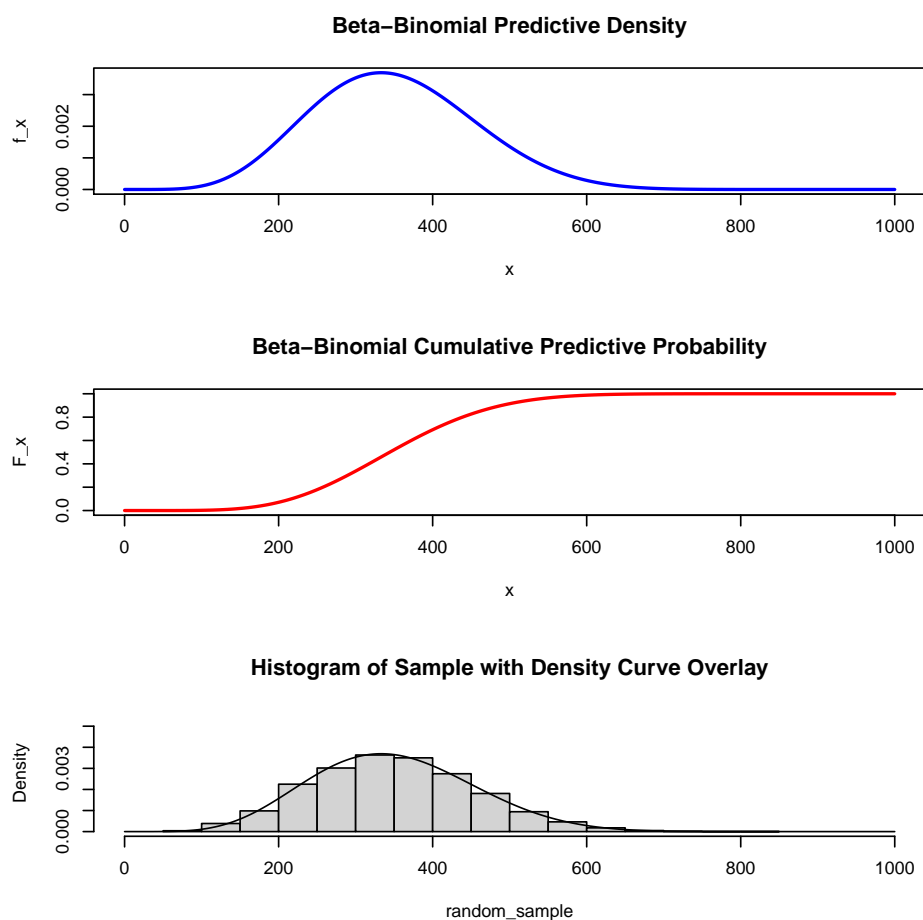 Beta−Binomial Predictive Density
f_x
0.002
0.000
0 200 400 600 800 1000
x
Beta−Binomial Cumulative Predictive Probability
F_x
0.8
0.4
0.0
0 200 400 600 800 1000
x
Histogram of Sample with Density Curve Overlay
Density
0.003
0.000
0 200 400 600 800 1000
random_sample